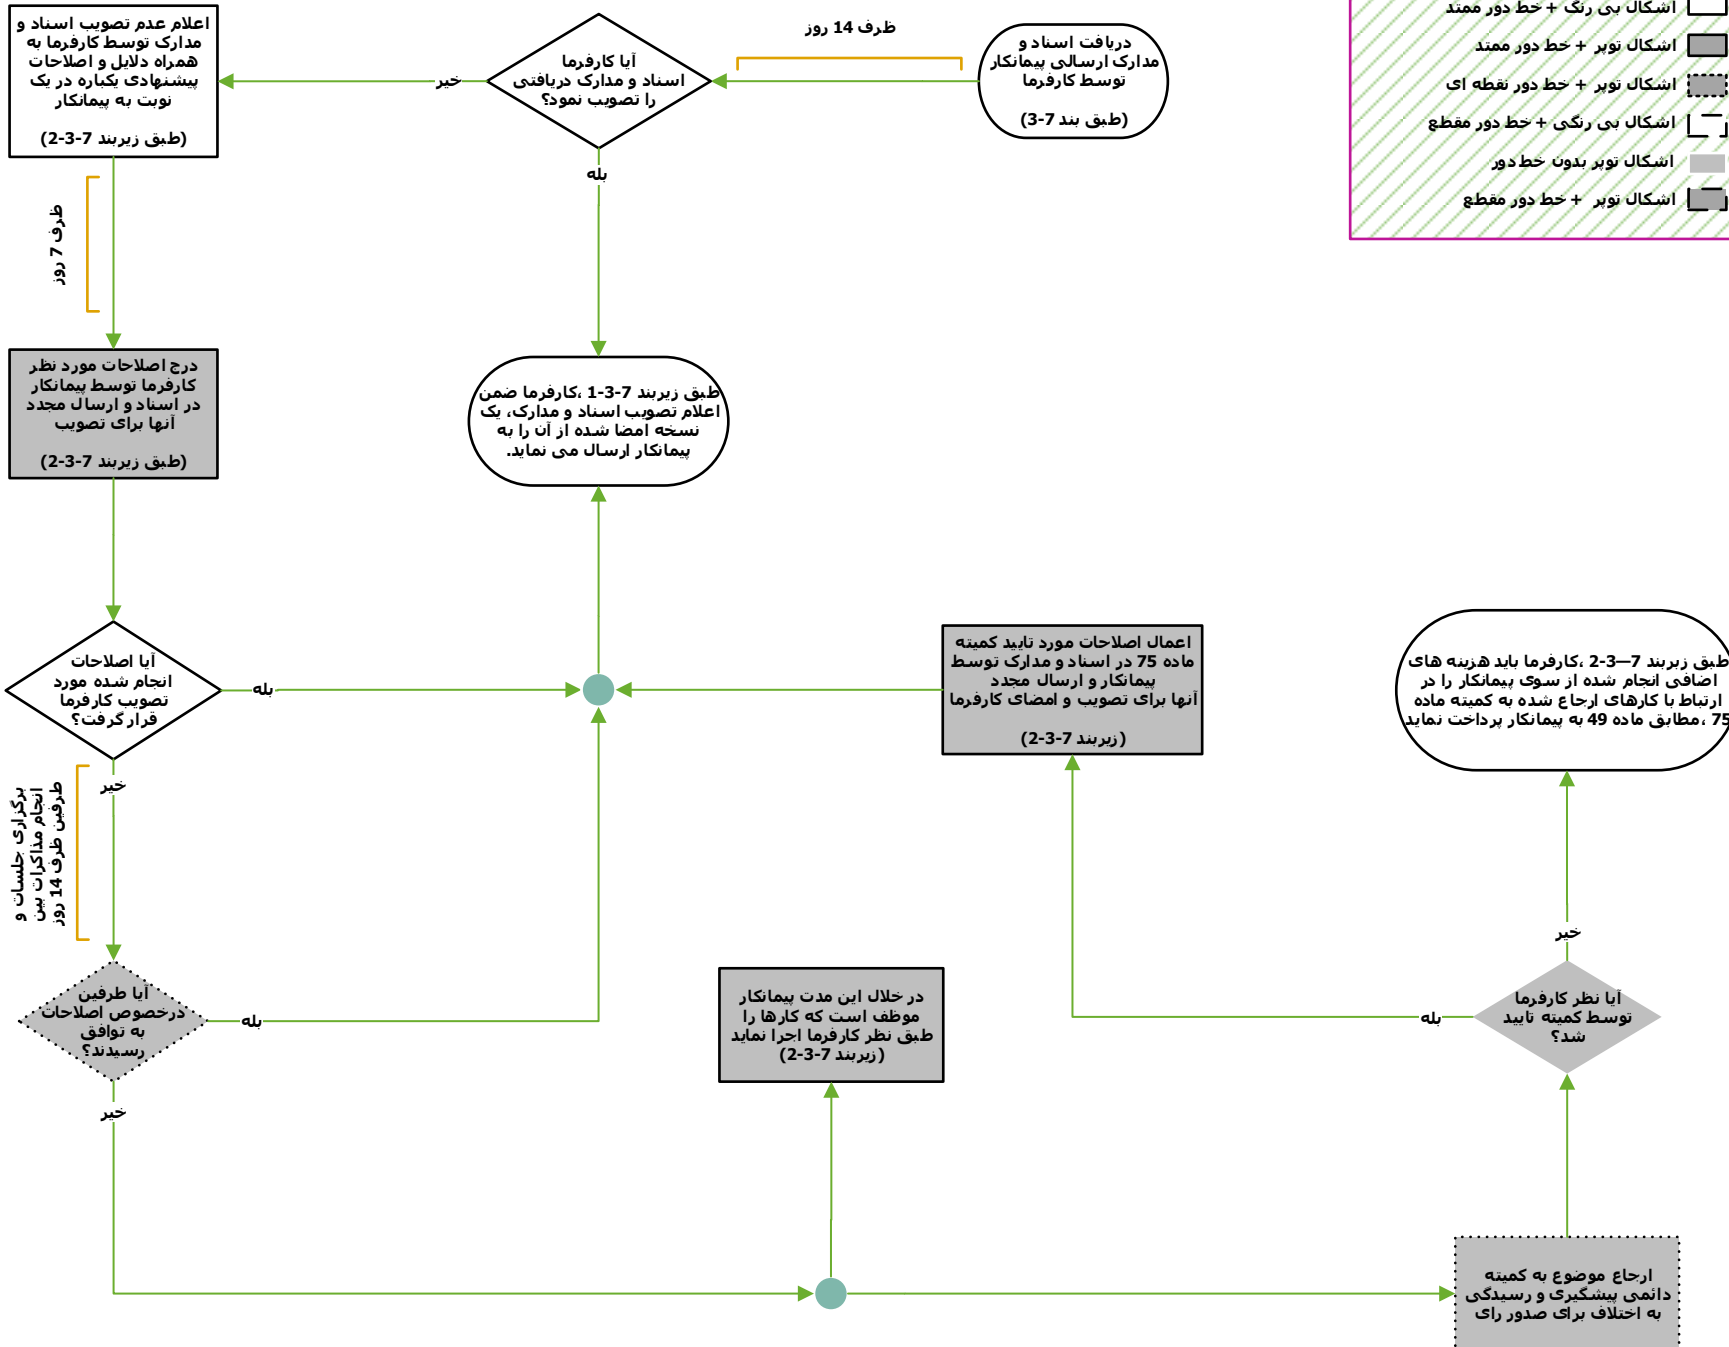 اشکال بی رنگ + خط دور ممتد
اشکال توپر + خط دور ممتد
اشکال توپر + خط دور نقطه ای
اشکال بی رنگی + خط دور مقطع
اشکال توپر بدون خط دور
اشکال توپر + خط دور مقطع
دریافت اسناد و
مدارک ارسالی پیمانکار
توسط کارفرما
(طبق بند 7-3)
ظرف 14 روز
آیا کارفرما
اسناد و مدارک دریافتی
را تصویب نمود؟
خیر
بله
اعلام عدم تصویب اسناد و
مدارک توسط کارفرما به
همراه دلایل و اصلاحات
پیشنهادی یکباره در یک
نوبت به پیمانکار
(طبق زیربند 7-3-2)
ظرف 7 روز
درج اصلاحات مورد نظر
کارفرما توسط پیمانکار
در اسناد و ارسال مجدد
آنها برای تصویب
(طبق زیربند 7-3-2)
طبق زیربند 7-3-1 ،کارفرما ضمن
اعلام تصویب اسناد و مدارک، یک
نسخه امضا شده از آن را به
پیمانکار ارسال می نماید.
آیا اصلاحات
انجام شده مورد
تصویب کارفرما
قرار گرفت؟
بله
خیر
برگزاری جلسات و
انجام مذاکرات بین
طرفین ظرف 14 روز
آیا طرفین
درخصوص اصلاحات
به توافق
رسیدند؟
بله
خیر
اعمال اصلاحات مورد تایید کمیته
ماده 75 در اسناد و مدارک توسط
پیمانکار و ارسال مجدد
آنها برای تصویب و امضای کارفرما
(زیربند 7-3-2)
طبق زبربند 7—3-2 ،کارفرما باید هزینه های
اضافی انجام شده از سوی پیمانکار را در
ارتباط با کارهای ارجاع شده به کمیته ماده
75 ،مطابق ماده 49 به پیمانکار پرداخت نماید
خیر
آیا نظر کارفرما
توسط کمیته تایید
شد؟
بله
در خلال این مدت پیمانکار
موظف است که کارها را
طبق نظر کارفرما اجرا نماید
(زیربند 7-3-2)
ارجاع موضوع به کمیته
دائمی پیشگیری و رسیدگی
به اختلاف برای صدور رای